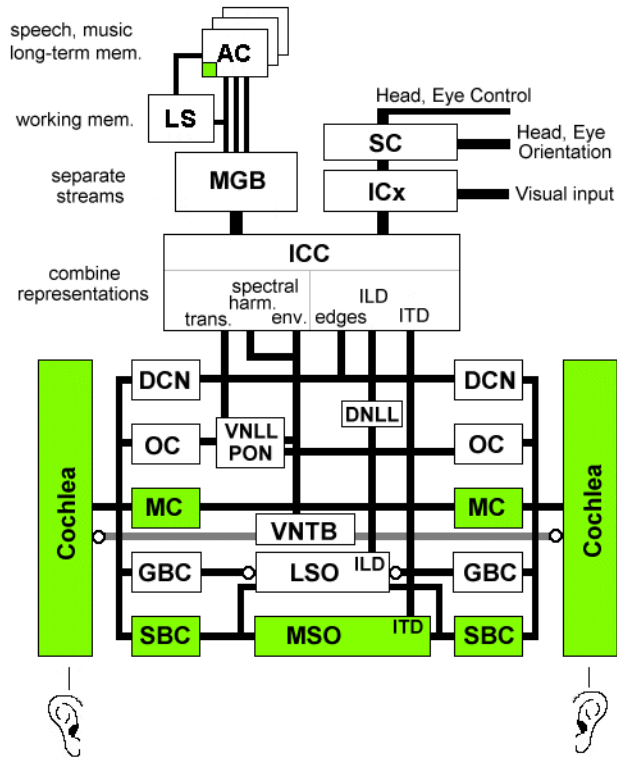 speech, music
long-term mem.
AC
working mem.
LS
Head, Eye Control
SC
Head, Eye
Orientation
separate
streams
MGB
ICx
Visual input
ICC
combine
representations
spectral
harm.
trans.
env.
edges
ILD
ITD
Cochlea
DCN
DCN
Cochlea
DNLL
OC
VNLL
PON
OC
MC
MC
VNTB
GBC
LSO
ILD
GBC
SBC
MSO
ITD
SBC